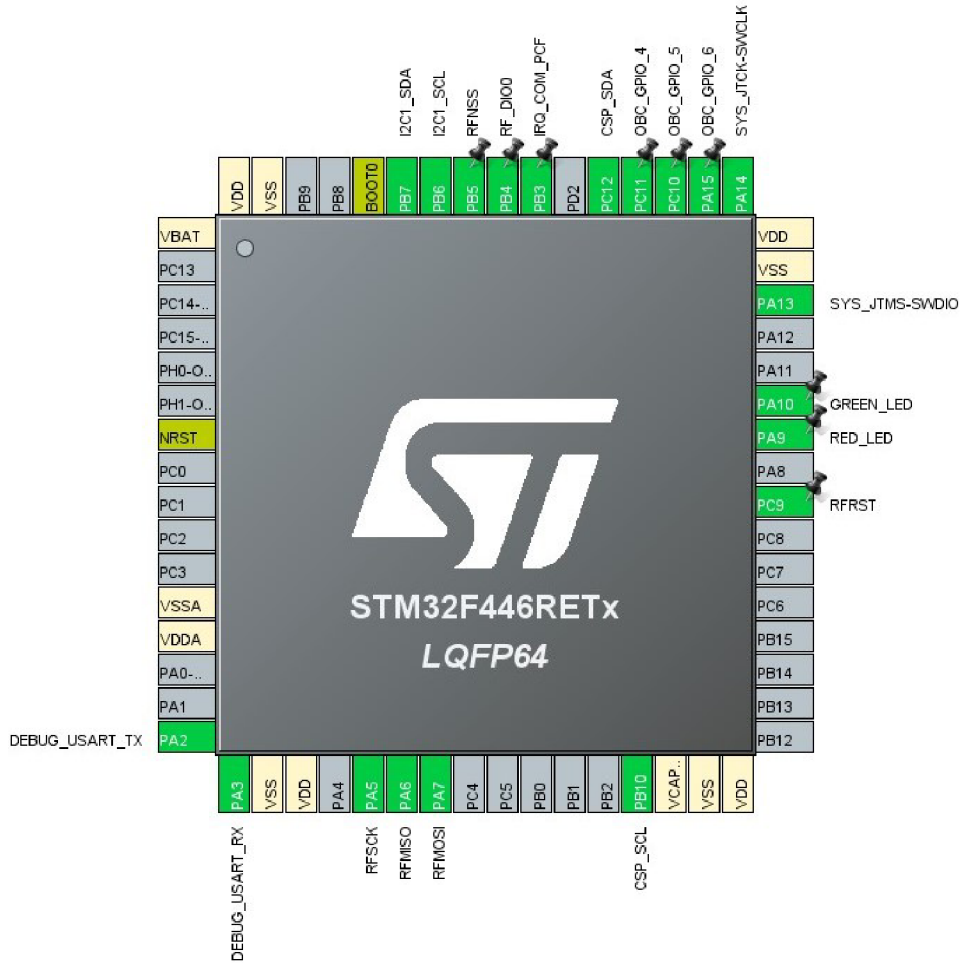 I2C1_SDA
I2C1_SCL
RFNSS
RF_DIO0
IRQ_COM_PCF
CSP_SDA
OBC_GPIO_4
OBC_GPIO_5
OBC_GPIO_6
SYS_JTCK-SWCLK
VDD
VSS
PB9
PB8
BOOT0
PB7
PB6
PB5
PB4
PB3
PD2
PC12
PC11
PC10
PA15
PA14
VBAT
PC13
PC14-..
PC15-..
PH0-O..
PH1-O..
NRST
PC0
PC1
PC2
PC3
VSSA
VDDA
PA0-..
PA1
DEBUG_USART_TX PA2
VDD
VSS
PA13 SYS_JTMS-SWDIO
PA12
PA11
PA10 GREEN_LED
PA9 RED_LED
PA8
PC9 RFRST
PC8
PC7
PC6
PB15
PB14
PB13
PB12
ST
STM32F446RETx
LQFP64
PA3
VSS
VDD
PA4
PA5
PA6
PA7
PC4
PC5
PB0
PB1
PB2
PB10
VCAP..
VSS
VDD
DEBUG_USART_RX
RFSCK
RFMISO
RFMOSI
CSP_SCL